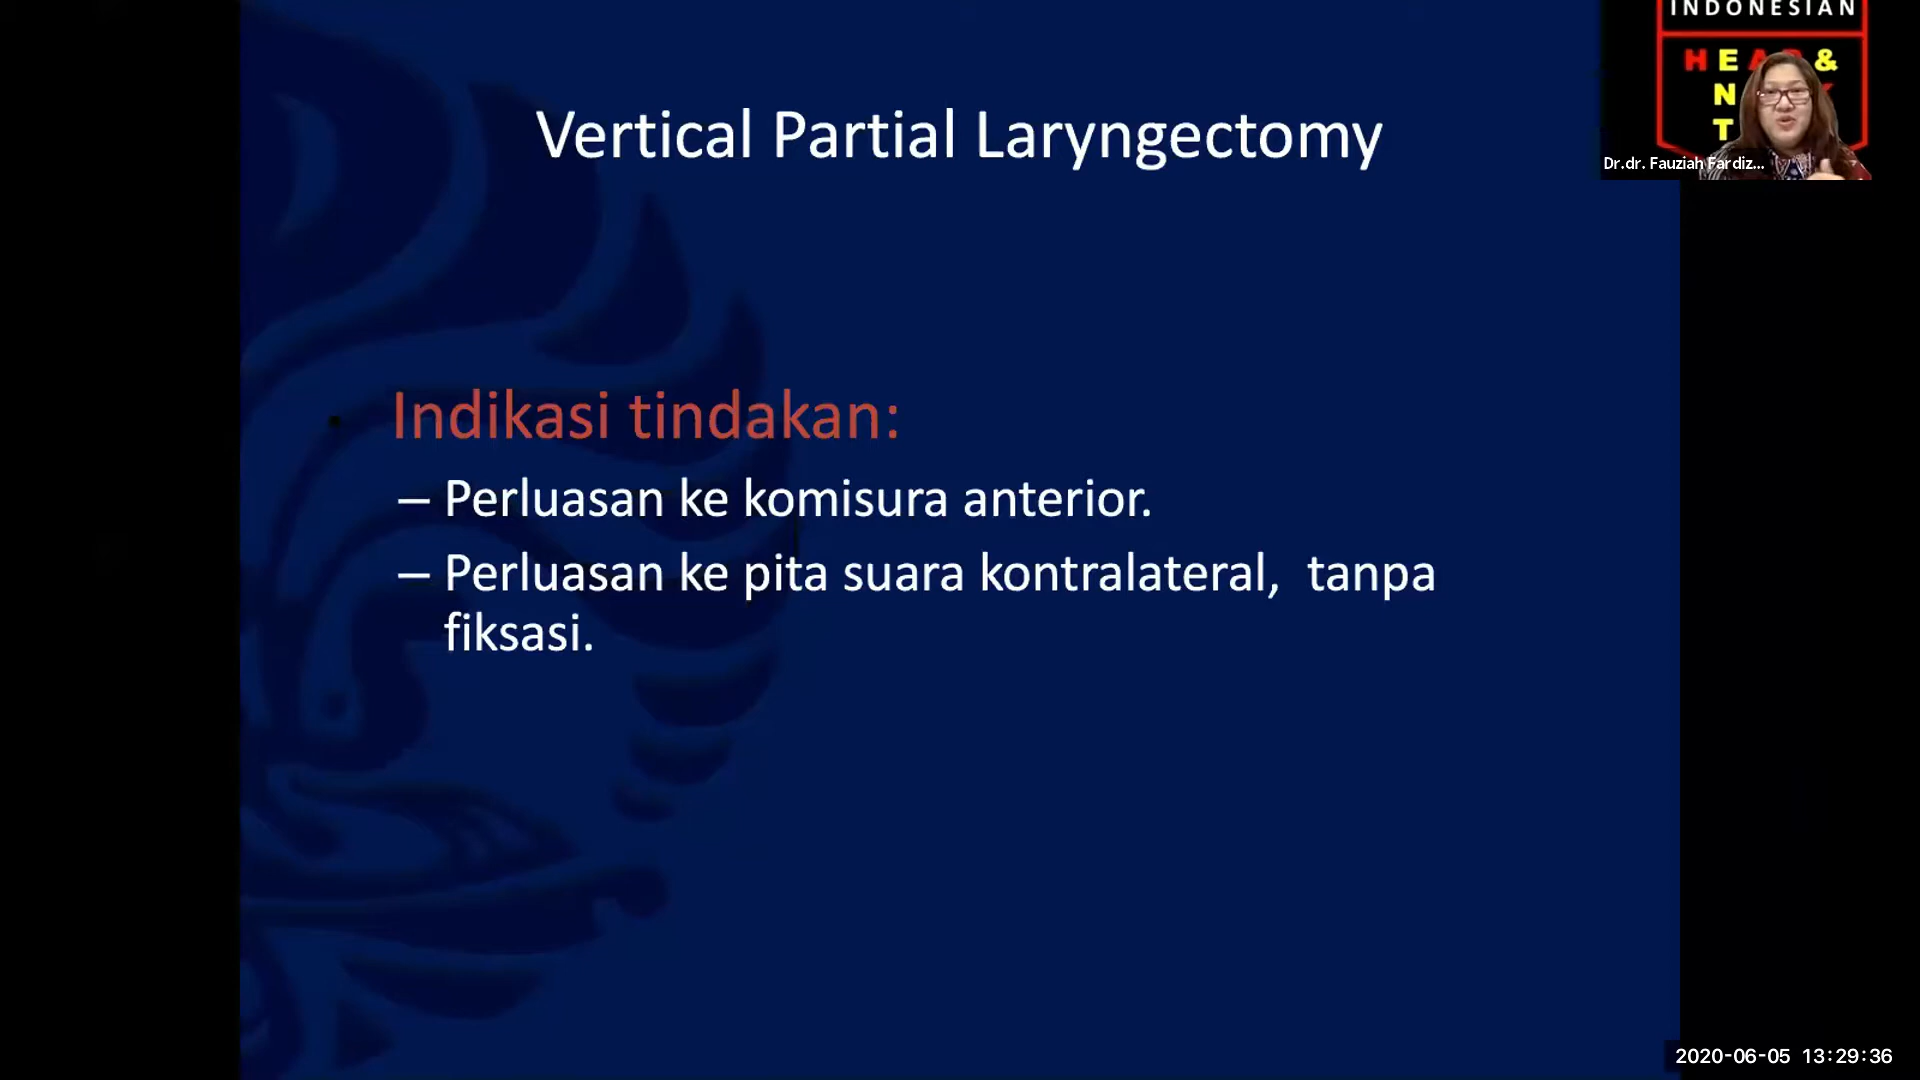 INDONESIAN
Vertical Partial Laryngectomy
Dr.dr. Fauziah Fardiz...
Indikasi tindakan:
– Perluasan ke komisura anterior.
– Perluasan ke pita suara kontralateral, tanpa
fiksasi.
2020-06-05 13:29:36